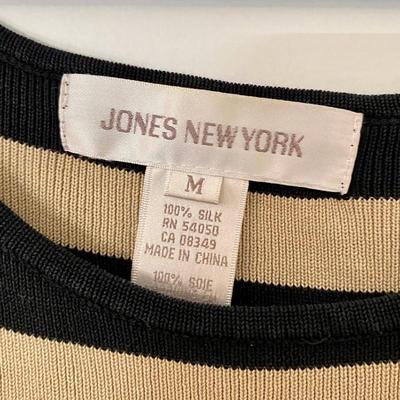 JONES NEW YORK
M
100% SILK
RN 54050
CA 08349
MADE IN CHINA
100% SOIE